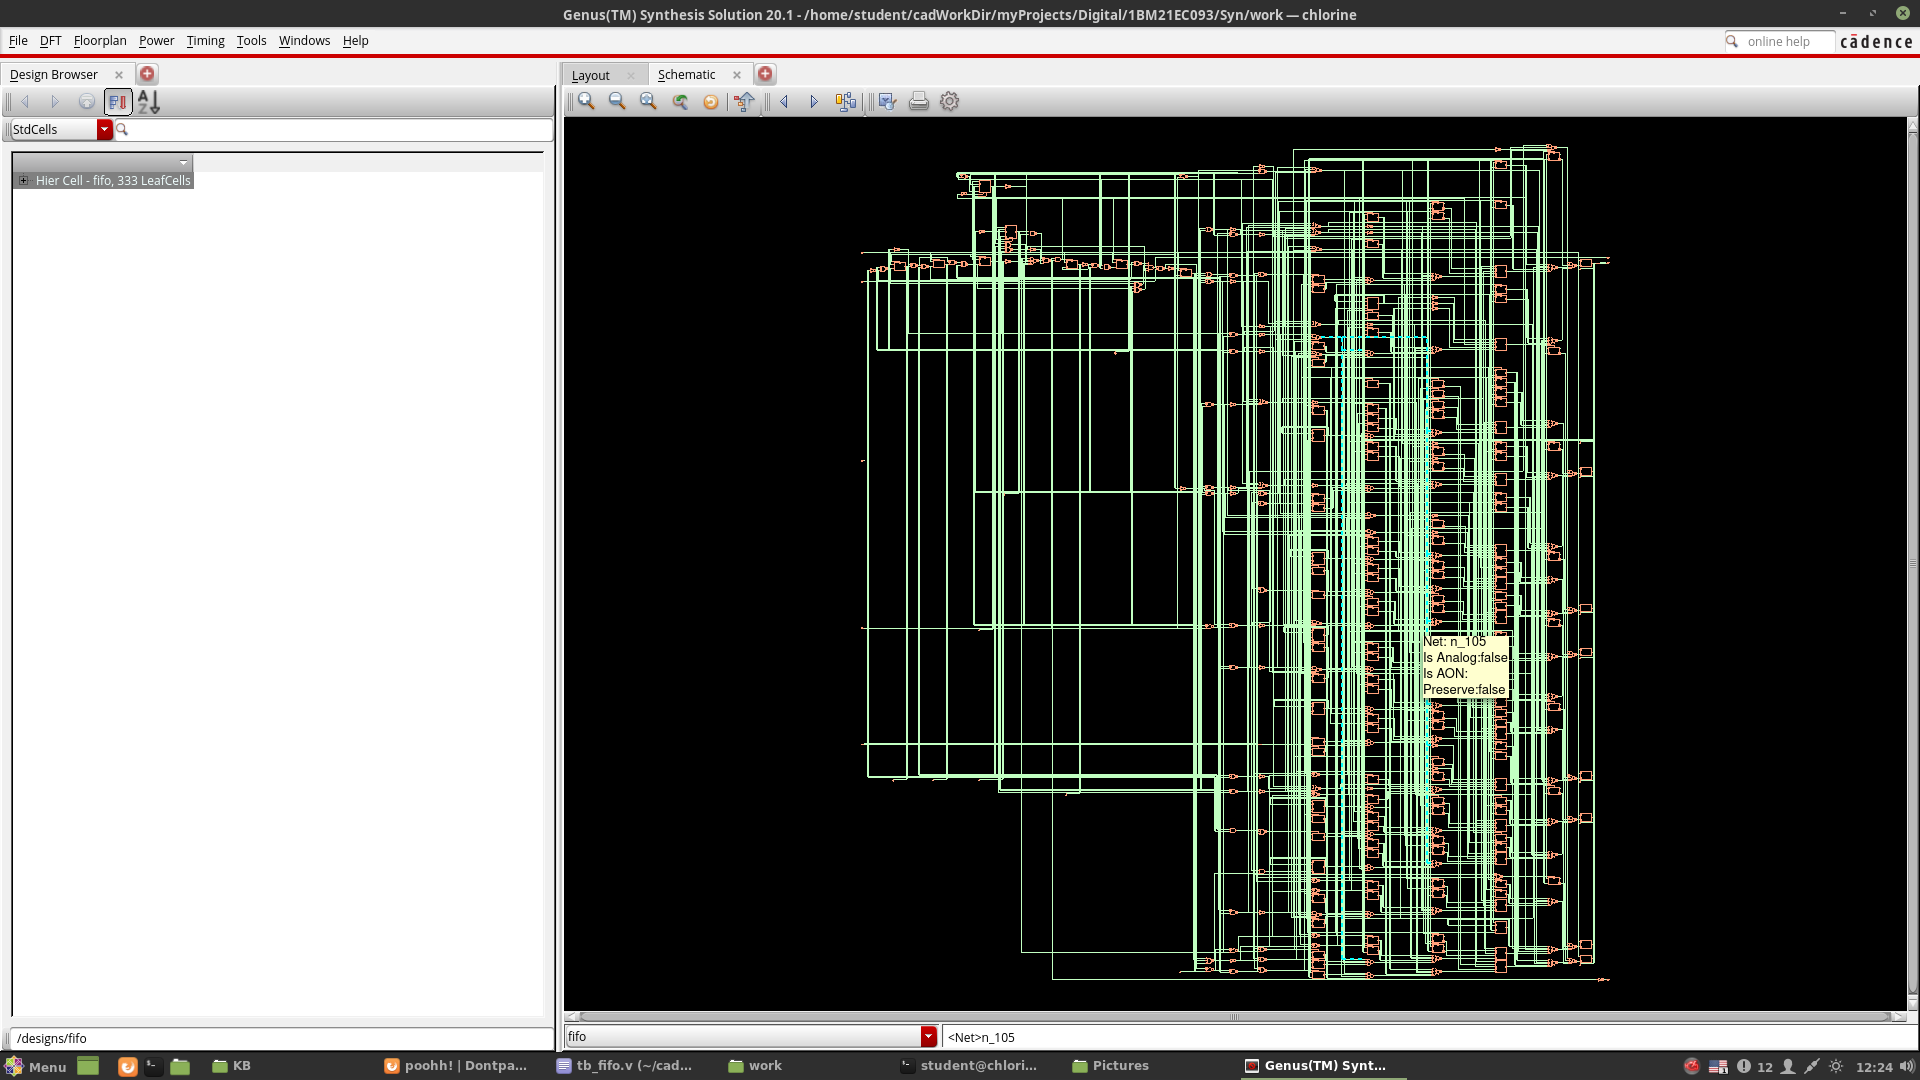 Genus(TM) Synthesis Solution 20.1 - /home/student/cadWorkDir/myProjects/Digital/1BM21EC093/Syn/work — chlorine
File DFT Floorplan Power Timing Tools Windows Help
online help
cādence
Design Browser
Layout
Schematic
StdCells
Hier Cell - fifo, 333 LeafCells
Net: n_105
Is Analog:false
Is AON:
Preserve:false
/designs/fifo
fifo
<Net>n_105
Menu
KB
poohh! | Dontpa...
tb_fifo.v (~/cad...
work
student@chlori...
Pictures
Genus(TM) Synt...
12
12:24